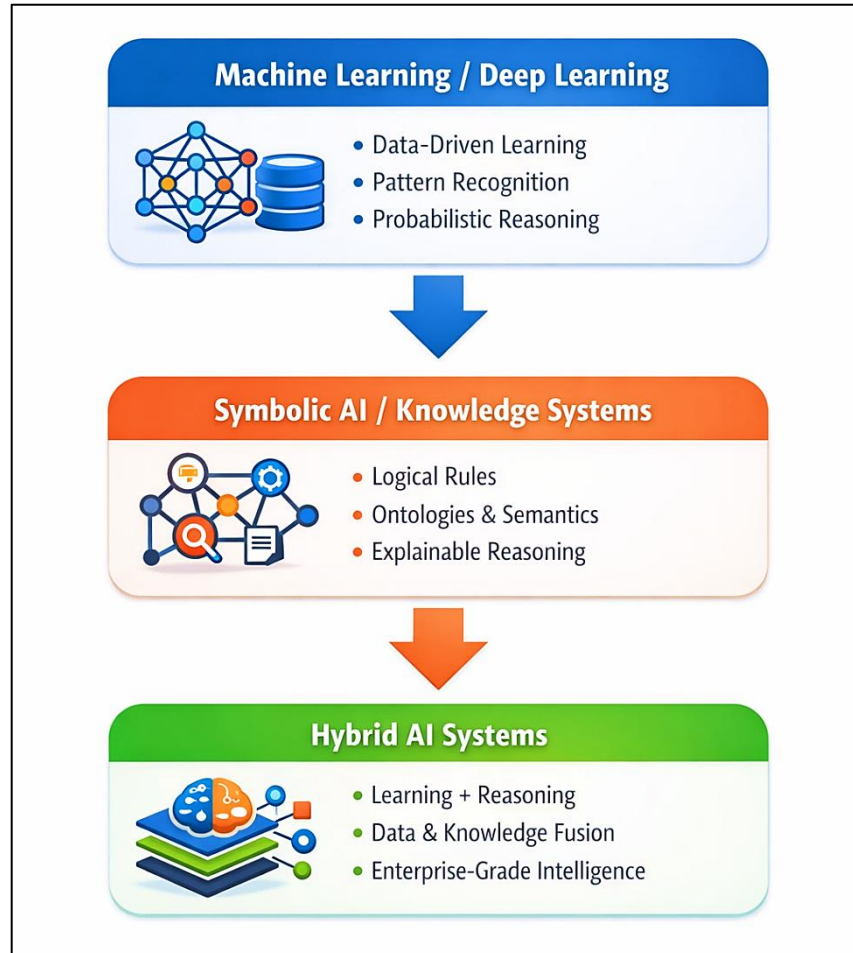 Machine Learning / Deep Learning
• Data-Driven Learning
• Pattern Recognition
• Probabilistic Reasoning
Symbolic AI / Knowledge Systems
• Logical Rules
• Ontologies & Semantics
• Explainable Reasoning
Hybrid AI Systems
• Learning + Reasoning
• Data & Knowledge Fusion
• Enterprise-Grade Intelligence